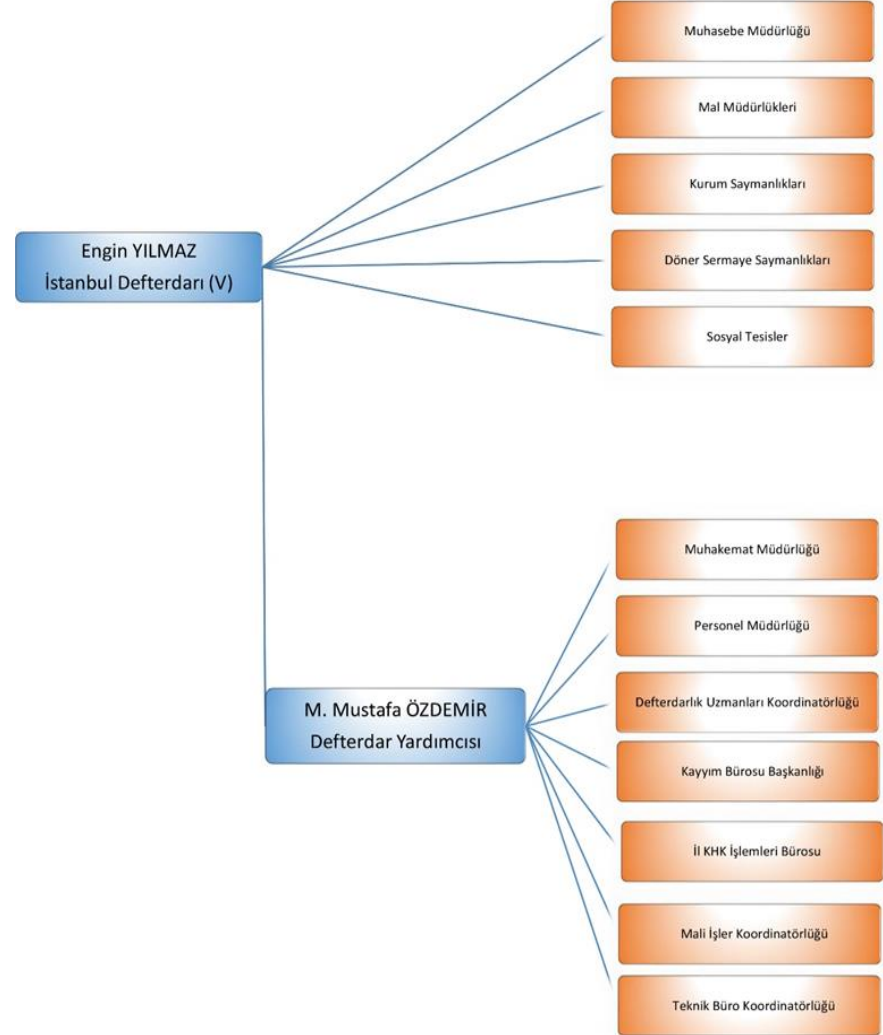 Muhasebe Müdürlüğü
Mal Müdürlükleri
Kurum Saymanlıkları
Engin YILMAZ
İstanbul Defterdarı (V)
Döner Sermaye Saymanlıkları
Sosyal Tesisler
Muhakemat Müdürlüğü
Personel Müdürlüğü
M. Mustafa ÖZDEMİR
Defterdar Yardımcısı
Defterdarlık Uzmanları Koordinatörlüğü
Kayyım Bürosu Başkanlığı
İl KHK İşlemleri Bürosu
Mali İşler Koordinatörlüğü
Teknik Büro Koordinatörlüğü